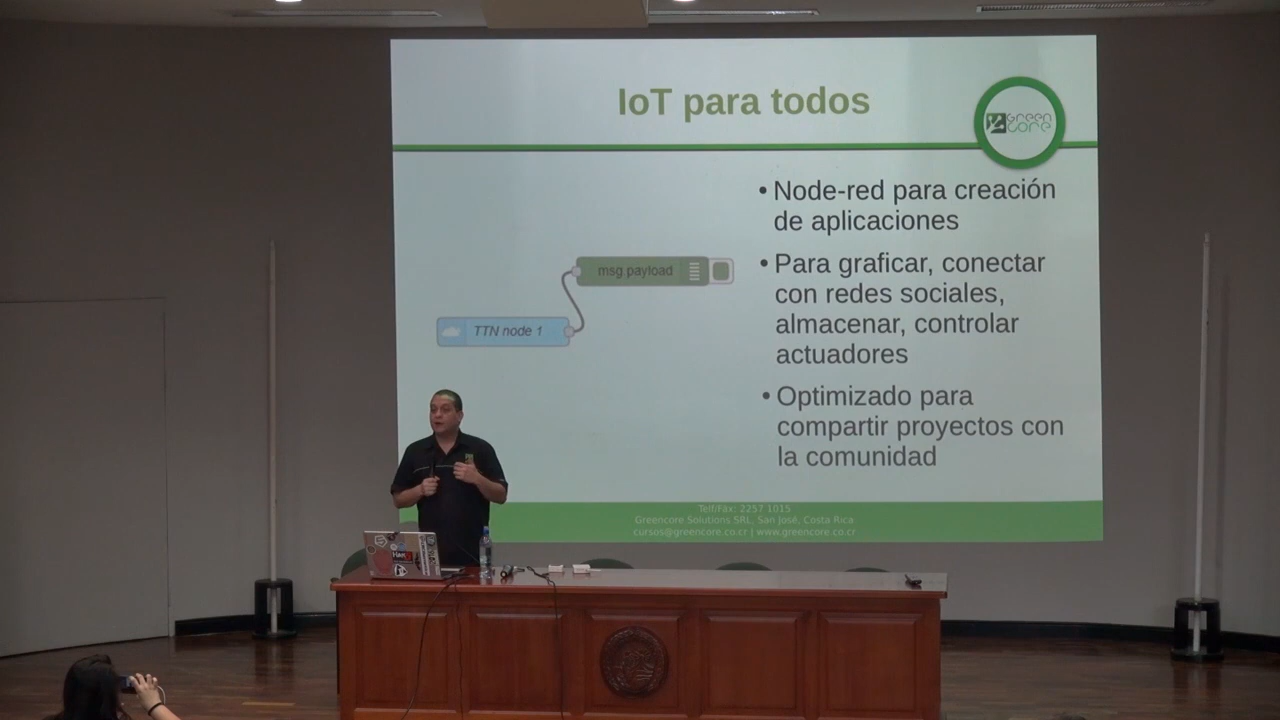 IoT para todos
GREEN
CORE
• Node-red para creación
de aplicaciones
• Para graficar, conectar
con redes sociales,
almacenar, controlar
actuadores
• Optimizado para
compartir proyectos con
la comunidad
msg.payload
TTN node 1
Telf/Fax: 2257 1015
Greencore Solutions SRL, San José, Costa Rica
cursos@greencore.co.cr | www.greencore.co.cr